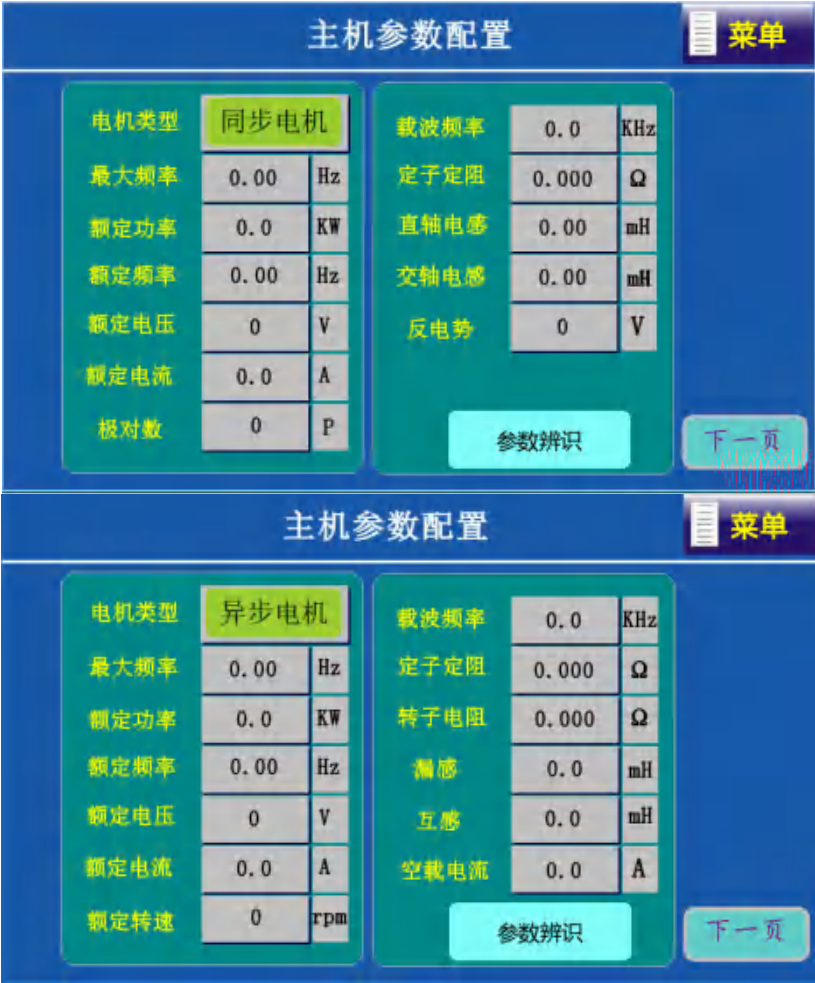 主机参数配置 菜单
电机类型 同步电机
最大频率 0.00 Hz
额定功率 0.0 KW
额定频率 0.00 Hz
额定电压 0 V
额定电流 0.0 A
极对数 0 P
载波频率 0.0 KHz
定子定阻 0.000 Ω
直轴电感 0.00 mH
交轴电感 0.00 mH
反电势 0 V
参数辨识
下一页
主机参数配置 菜单
电机类型 异步电机
最大频率 0.00 Hz
额定功率 0.0 KW
额定频率 0.00 Hz
额定电压 0 V
额定电流 0.0 A
额定转速 0 rpm
载波频率 0.0 KHz
定子定阻 0.000 Ω
转子电阻 0.000 Ω
漏感 0.0 mH
互感 0.0 mH
空载电流 0.0 A
参数辨识
下一页